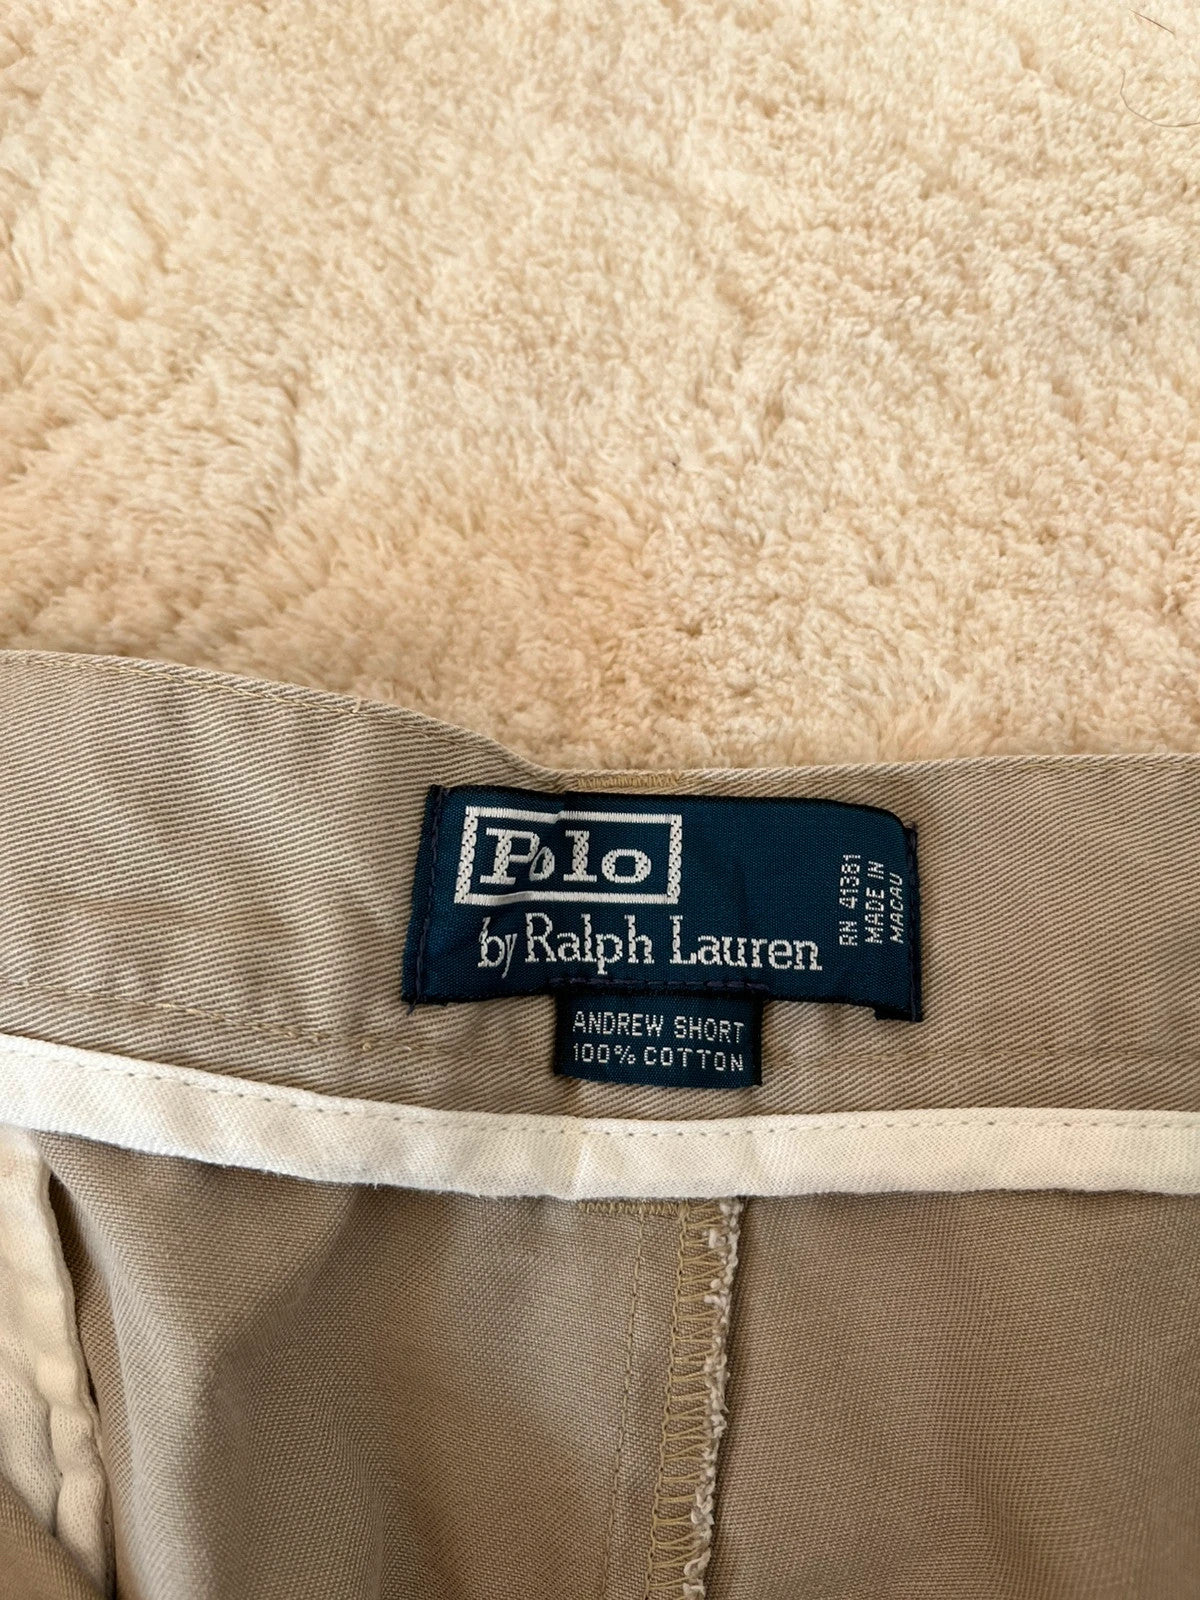 Polo
by Ralph Lauren
RN 41381
MADE IN
MACAU
ANDREW SHORT
100% COTTON